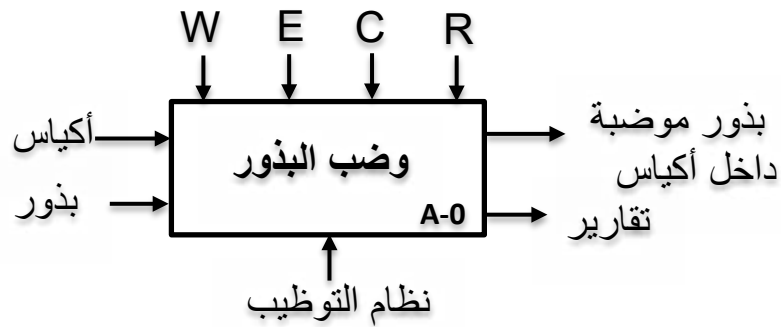 W E C R
أكياس
بذور
وضب البذور
A-0
بذور موضبة
داخل أكياس
تقارير
نظام التوظيب